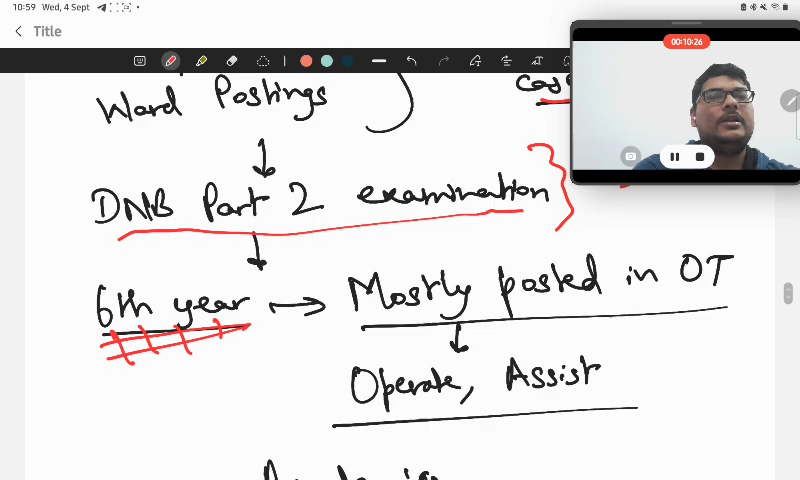 10:59 Wed, 4 Sept
Title
00:10:26
Word Postings
DNB Part 2 examination
6th year → Mostly posted in OT
Operate, Assist